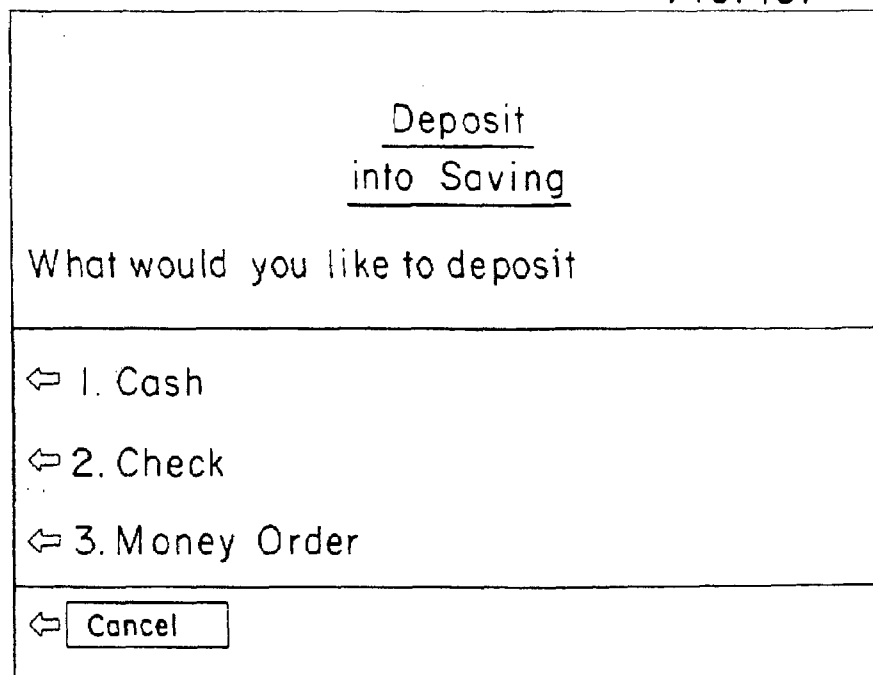 Deposit
into Saving
What would you like to deposit
⇦ 1. Cash
⇦ 2. Check
⇦ 3. Money Order
⇦ Cancel